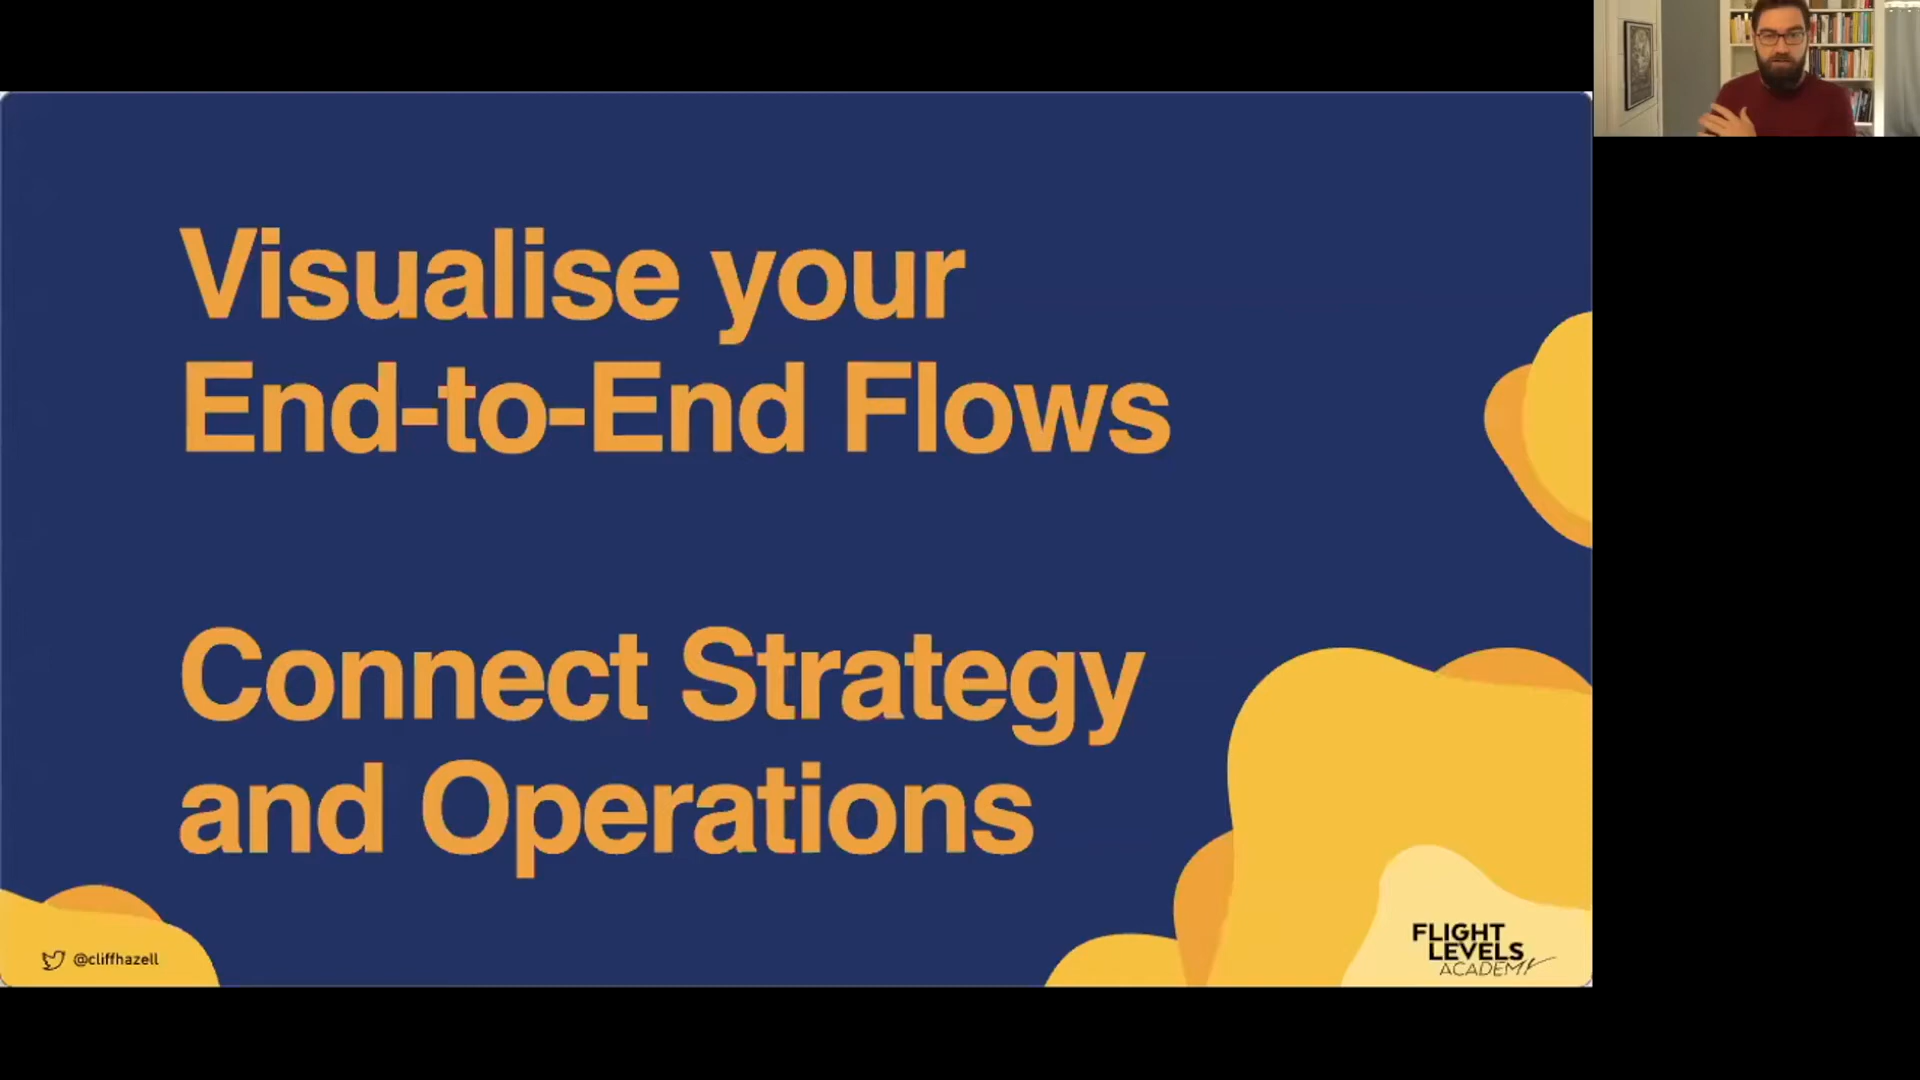 Visualise your
End-to-End Flows
Connect Strategy
and Operations
@cliffhazell
FLIGHT
LEVELS
ACADEMY